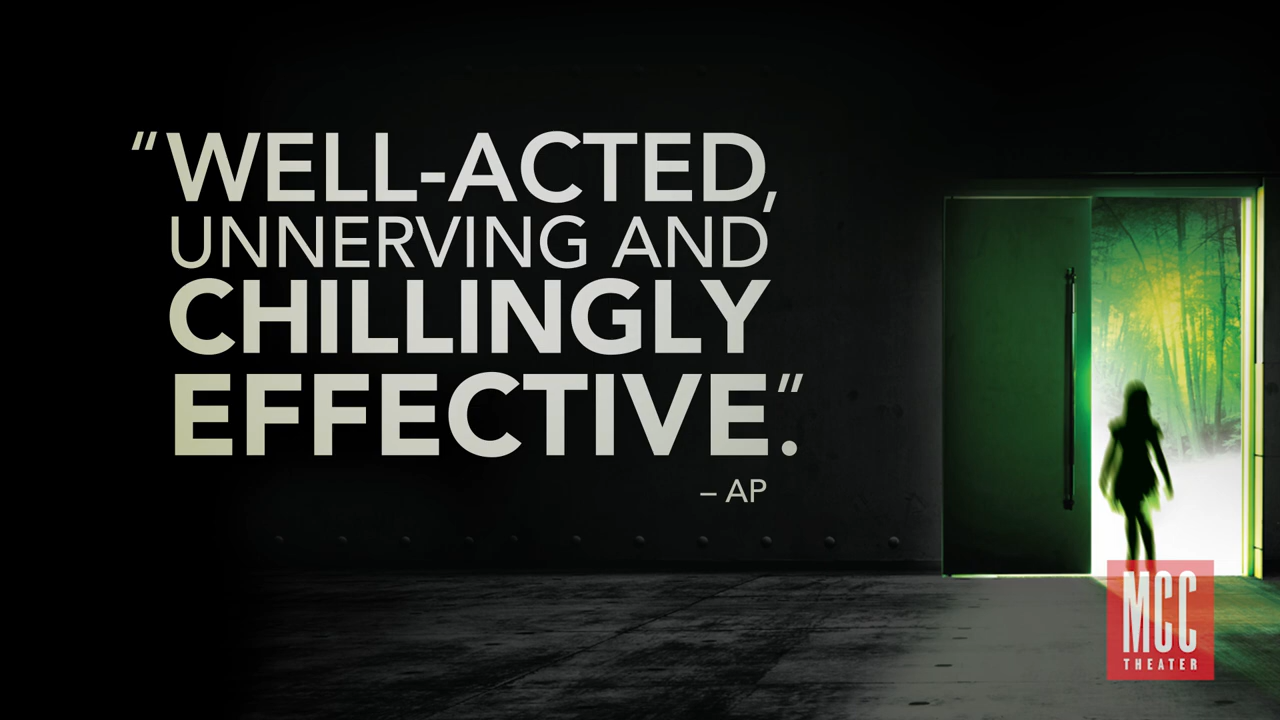 “WELL-ACTED,
UNNERVING AND
CHILLINGLY
EFFECTIVE.”
– AP
MCC
THEATER